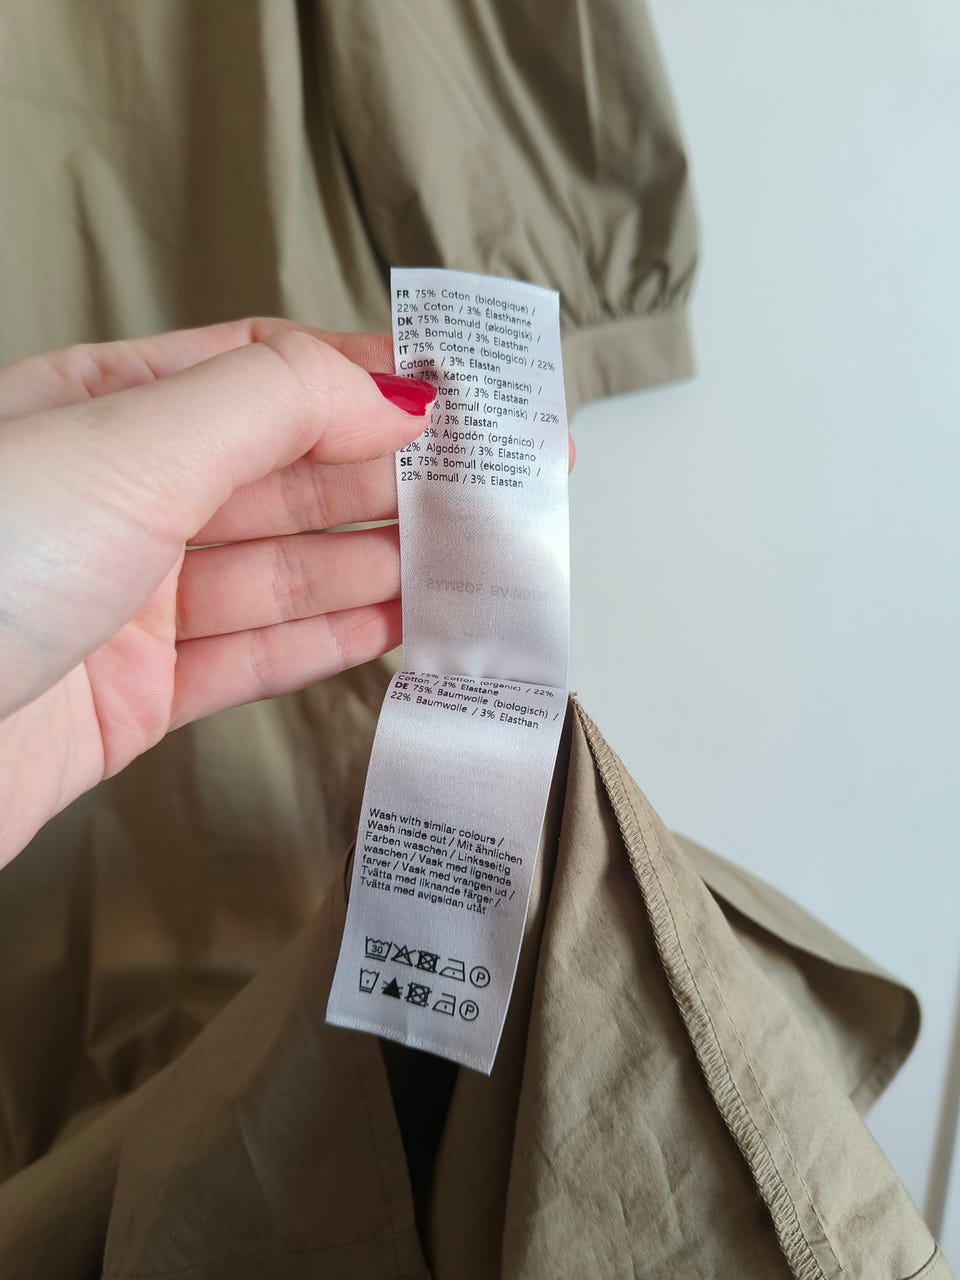 FR 75% Coton (biologique) /
22% Coton / 3% Élasthanne
DK 75% Bomuld (økologisk) /
22% Bomuld / 3% Elasthan
IT 75% Cotone (biologico) / 22%
Cotone / 3% Elastan
75% Katoen (organisch) /
/ 3% Elastaan
Bomull (organisk) / 22%
/ 3% Elastan
Algodón (orgánico) /
22% Algodón / 3% Elastano
SE 75% Bomull (ekologisk) /
22% Bomull / 3% Elastan
75% Cotton (organic) / 22%
Cotton / 3% Elastane
DE 75% Baumwolle (biologisch) /
22% Baumwolle / 3% Elasthan
Wash with similar colours /
Wash inside out / Mit ähnlichen
Farben waschen / Linksseitig
waschen / Vask med lignende
farver / Vask med vrangen ud /
Tvätta med liknande färger /
Tvätta med avigsidan utåt
30 P
P